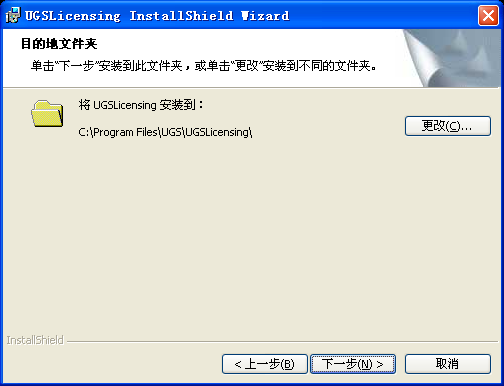 UGSLicensing InstallShield Wizard
目的地文件夹
单击“下一步”安装到此文件夹，或单击“更改”安装到不同的文件夹。
将 UGSLicensing 安装到：
C:\Program Files\UGS\UGSLicensing\
更改(C)...
InstallShield
< 上一步(B)
下一步(N) >
取消